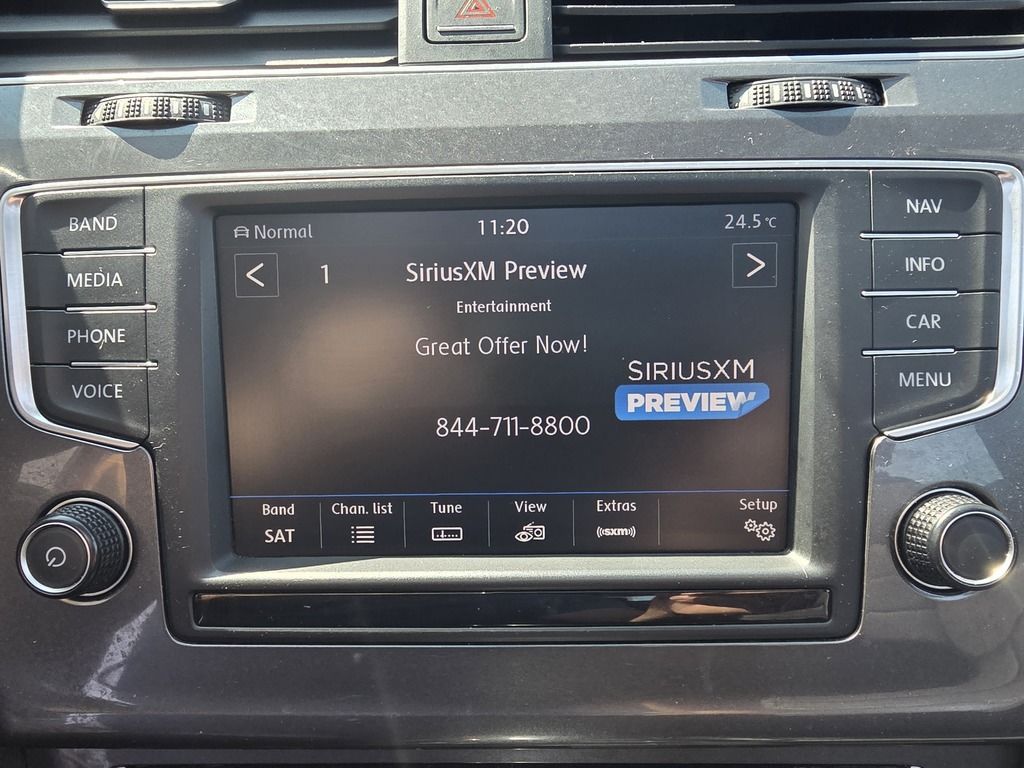 BAND
MEDIA
PHONE
VOICE
Normal
11:20
24.5°C
<
1
SiriusXM Preview
>
Entertainment
Great Offer Now!
SIRIUSXM
PREVIEW
844-711-8800
Band
SAT
Chan. list
Tune
View
Extras
((sxm))
Setup
NAV
INFO
CAR
MENU